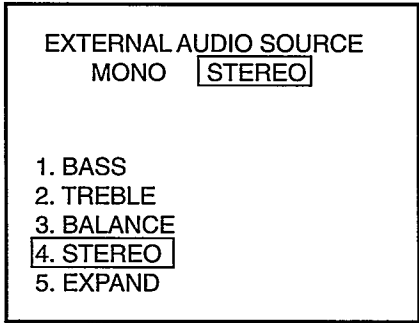 EXTERNAL AUDIO SOURCE
MONO STEREO
1. BASS
2. TREBLE
3. BALANCE
4. STEREO
5. EXPAND